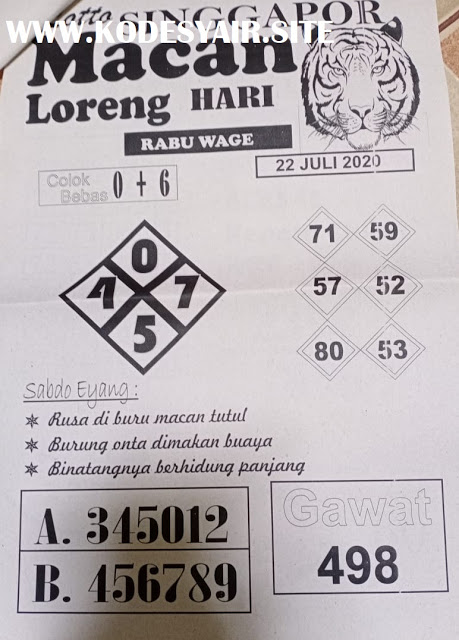 WWW.KODESYAIR.SITE
otto SINGGAPOR
Macan
Loreng HARI
RABU WAGE
22 JULI 2020
Colok Bebas 0 + 6
0
4 7
5
71 59
57 52
80 53
Sabdo Eyang :
Rusa di buru macan tutul
Burung onta dimakan buaya
Binatangnya berhidung panjang
A. 345012
B. 456789
Gawat
498